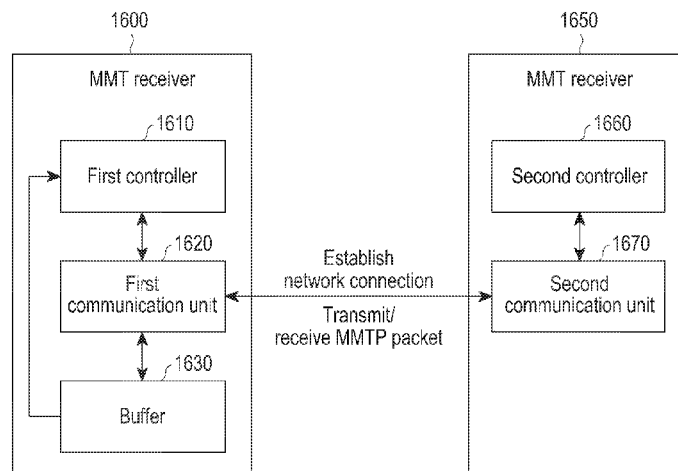 1600
MMT receiver
1610
First controller
1620
First
communication unit
1630
Buffer
Establish
network connection
Transmit/
receive MMTP packet
1650
MMT receiver
1660
Second controller
1670
Second
communication unit